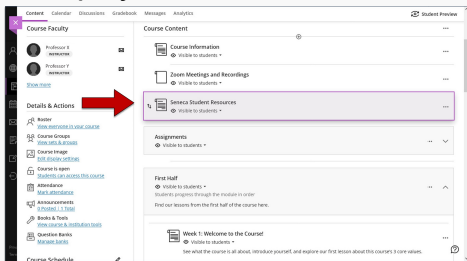 Content Calendar Discussions Gradebook Messages Analytics
Student Preview
Course Faculty
Professor X
INSTRUCTOR
Professor Y
INSTRUCTOR
Show more
Details & Actions
Roster
View everyone in your course
Course Groups
View sets & groups
Course Image
Edit display settings
Course is open
Students can access this course
Attendance
Mark attendance
Announcements
0 Posted | 1 Total
Books & Tools
View course & institution tools
Question Banks
Manage banks
Course Schedule
Course Content
Course Information
Visible to students
Zoom Meetings and Recordings
Visible to students
Seneca Student Resources
Visible to students
Assignments
Visible to students
First Half
Visible to students
Students progress through the module in order
Find our lessons from the first half of the course here.
Week 1: Welcome to the Course!
Visible to students
See what the course is all about, introduce yourself, and explore our first lesson about this course's 3 core values.